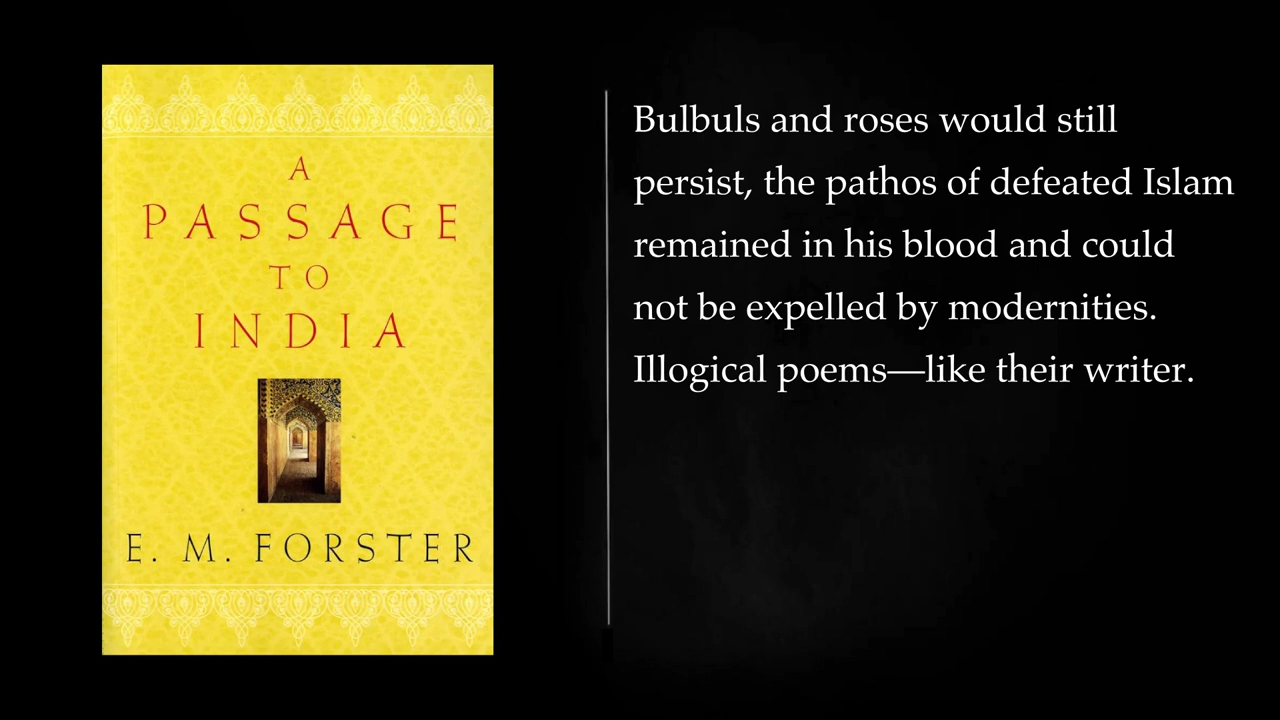 A
PASSAGE
TO
INDIA
E. M. FORSTER
Bulbuls and roses would still
persist, the pathos of defeated Islam
remained in his blood and could
not be expelled by modernities.
Illogical poems—like their writer.